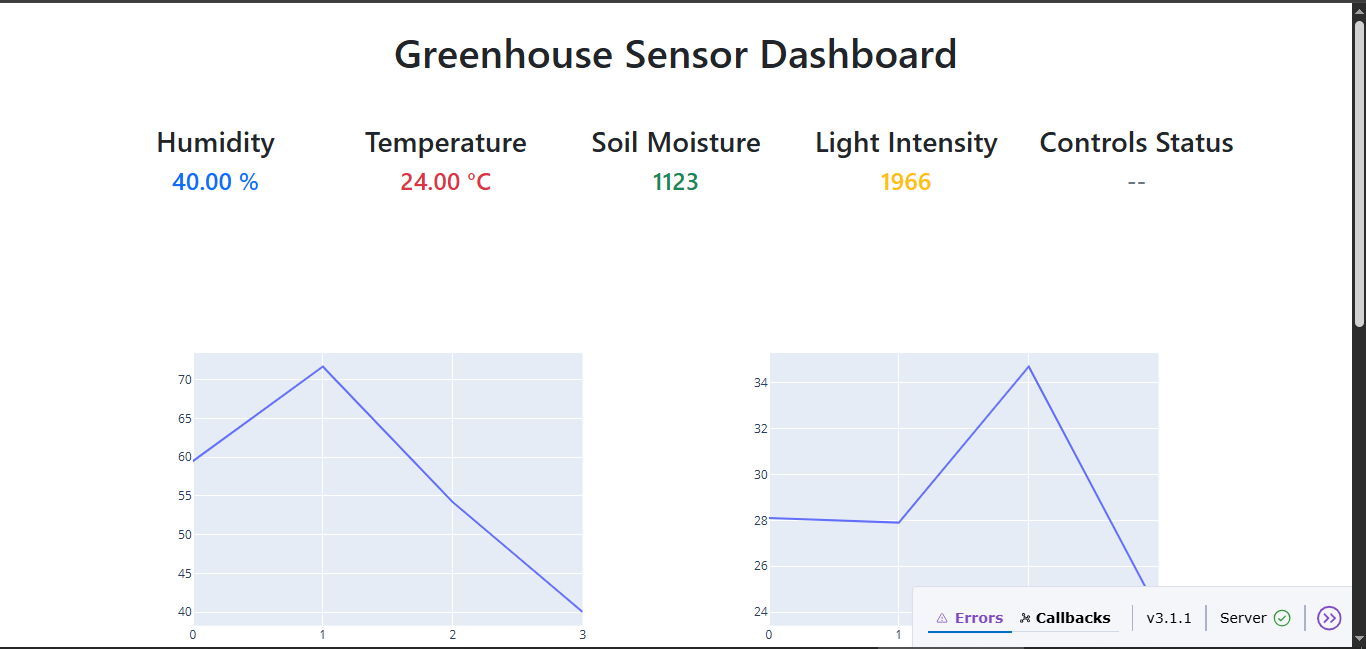 Greenhouse Sensor Dashboard
Humidity Temperature Soil Moisture Light Intensity Controls Status
40.00 % 24.00 °C 1123 1966 --
70
65
60
55
50
45
40
0 1 2 3
34
32
30
28
26
24
0 1
Errors Callbacks v3.1.1 Server